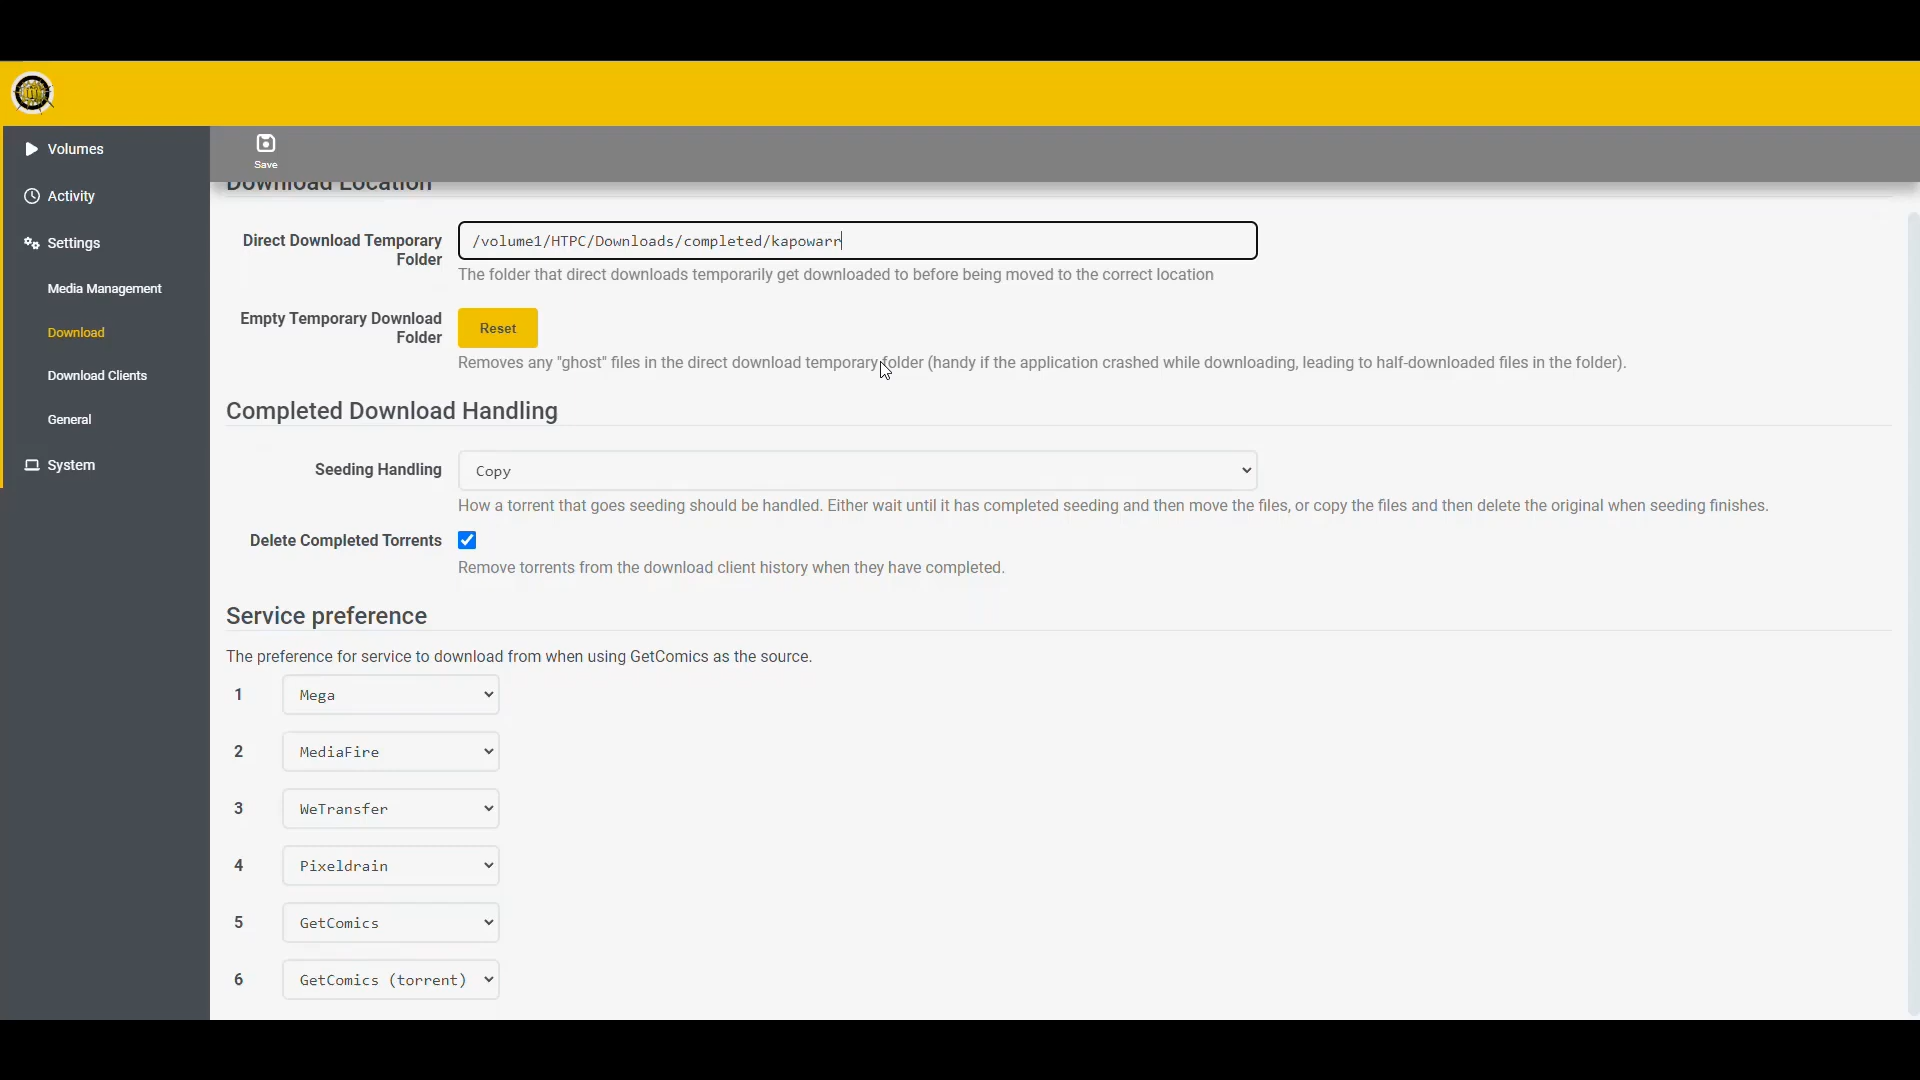 Save
Volumes
Activity
Settings
Media Management
Download
Download Clients
General
System
Download Location
Direct Download Temporary
Folder
/volume1/HTPC/Downloads/completed/kapowarr
The folder that direct downloads temporarily get downloaded to before being moved to the correct location
Empty Temporary Download
Folder
Reset
Removes any "ghost" files in the direct download temporary folder (handy if the application crashed while downloading, leading to half-downloaded files in the folder).
Completed Download Handling
Seeding Handling
Copy
How a torrent that goes seeding should be handled. Either wait until it has completed seeding and then move the files, or copy the files and then delete the original when seeding finishes.
Delete Completed Torrents
Remove torrents from the download client history when they have completed.
Service preference
The preference for service to download from when using GetComics as the source.
1 Mega
2 MediaFire
3 WeTransfer
4 Pixeldrain
5 GetComics
6 GetComics (torrent)